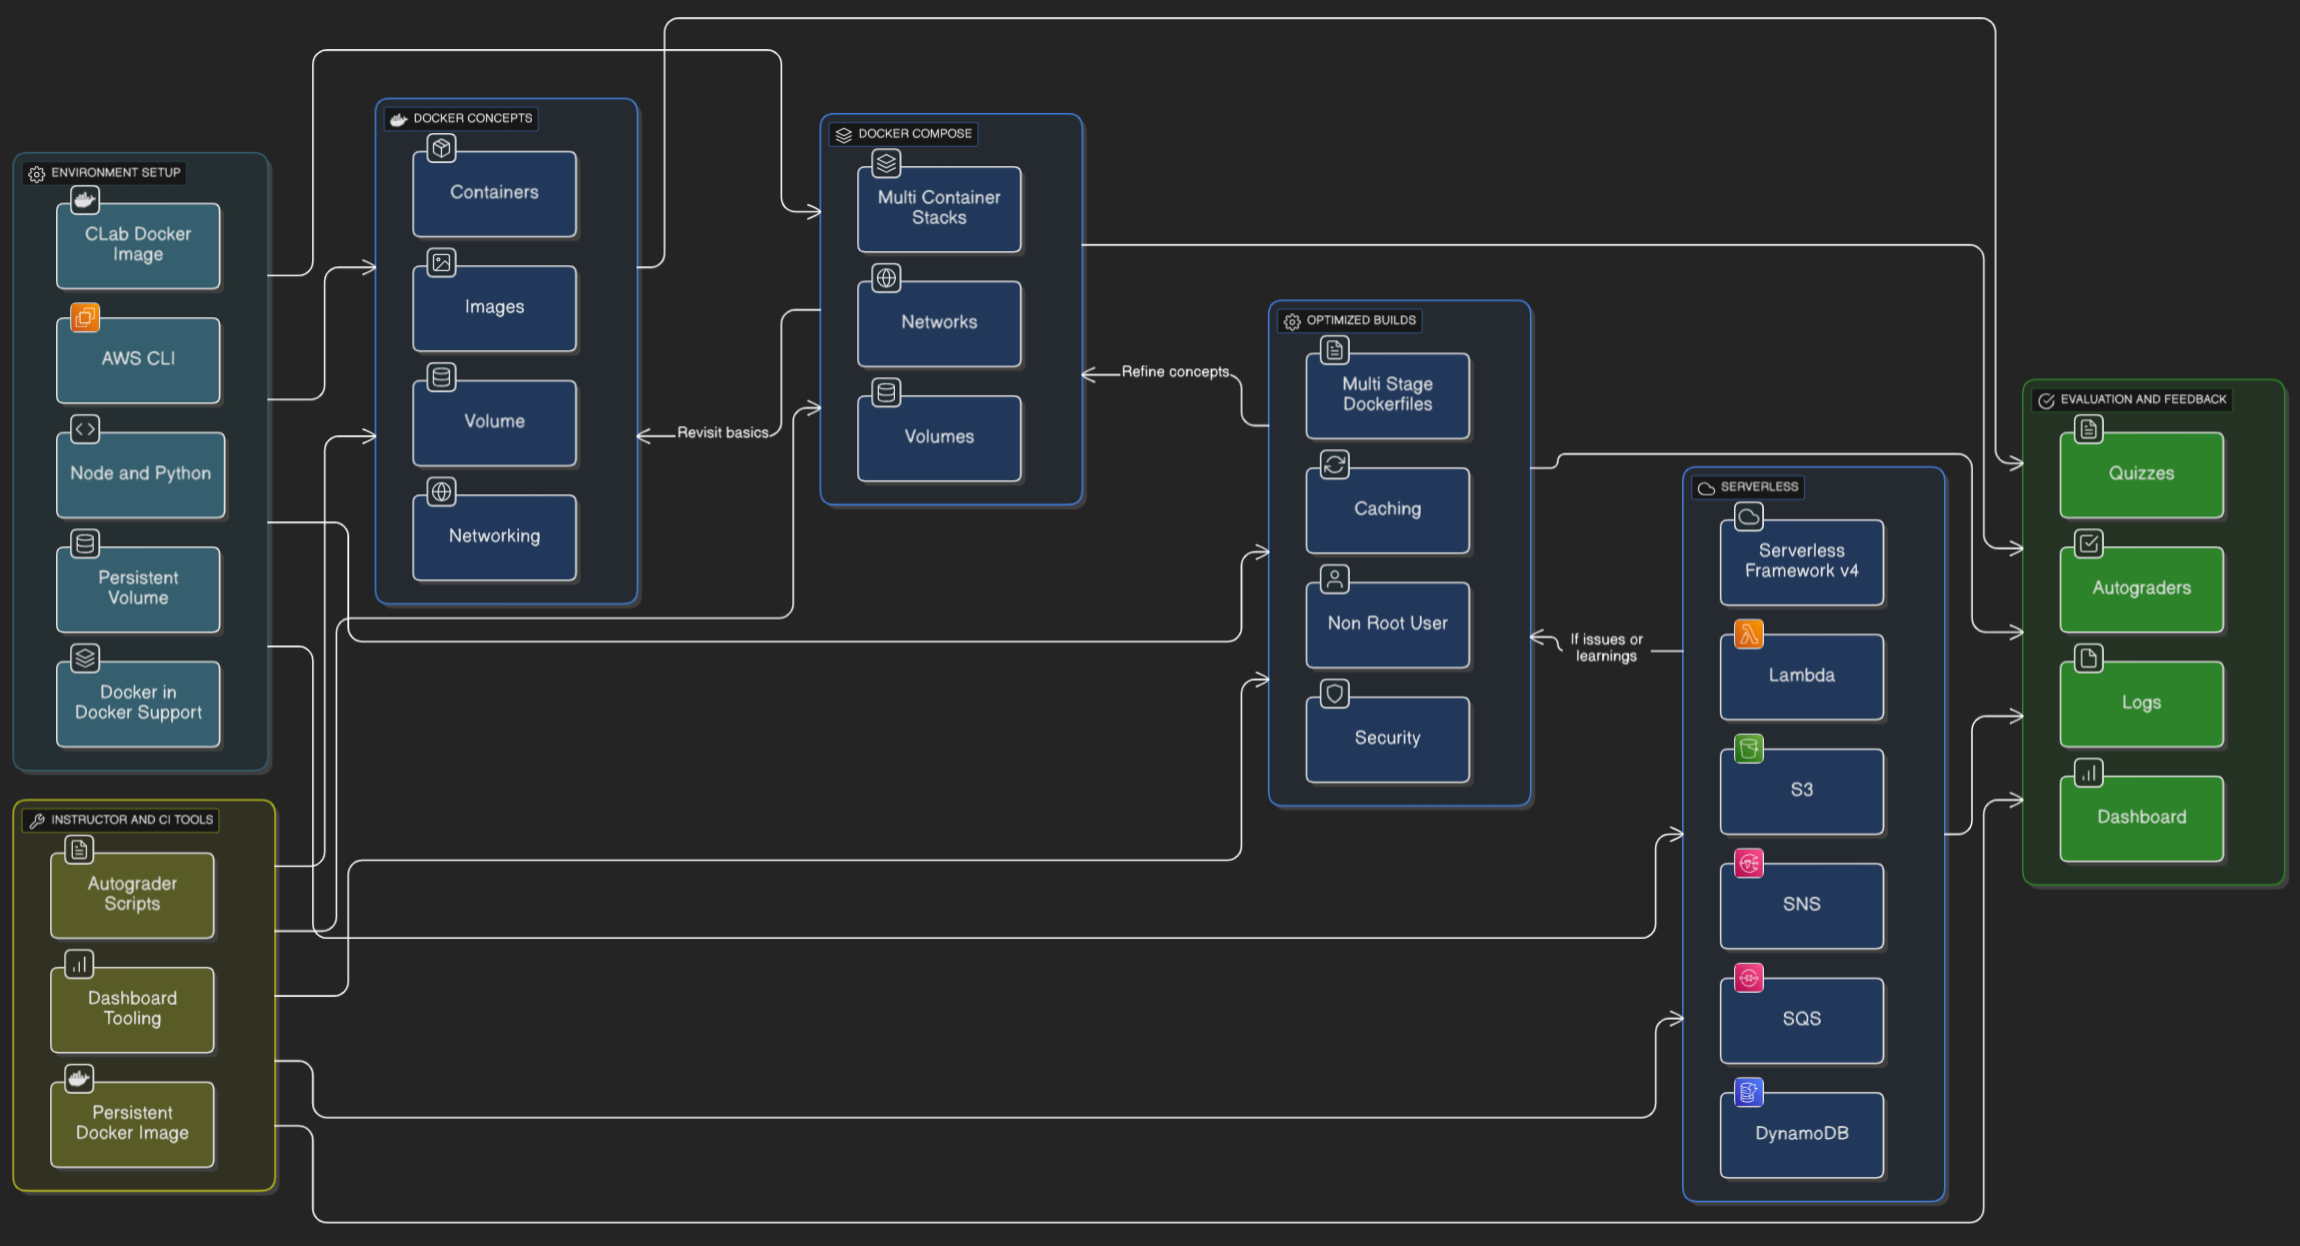 ENVIRONMENT SETUP
CLab Docker
Image
AWS CLI
Node and Python
Persistent
Volume
Docker in
Docker Support
INSTRUCTOR AND CI TOOLS
Autograder
Scripts
Dashboard
Tooling
Persistent
Docker Image
DOCKER CONCEPTS
Containers
Images
Volume
Networking
Revisit basics
DOCKER COMPOSE
Multi Container
Stacks
Networks
Volumes
Refine concepts
OPTIMIZED BUILDS
Multi Stage
Dockerfiles
Caching
Non Root User
Security
If issues or
learnings
SERVERLESS
Serverless
Framework v4
Lambda
S3
SNS
SQS
DynamoDB
EVALUATION AND FEEDBACK
Quizzes
Autograders
Logs
Dashboard